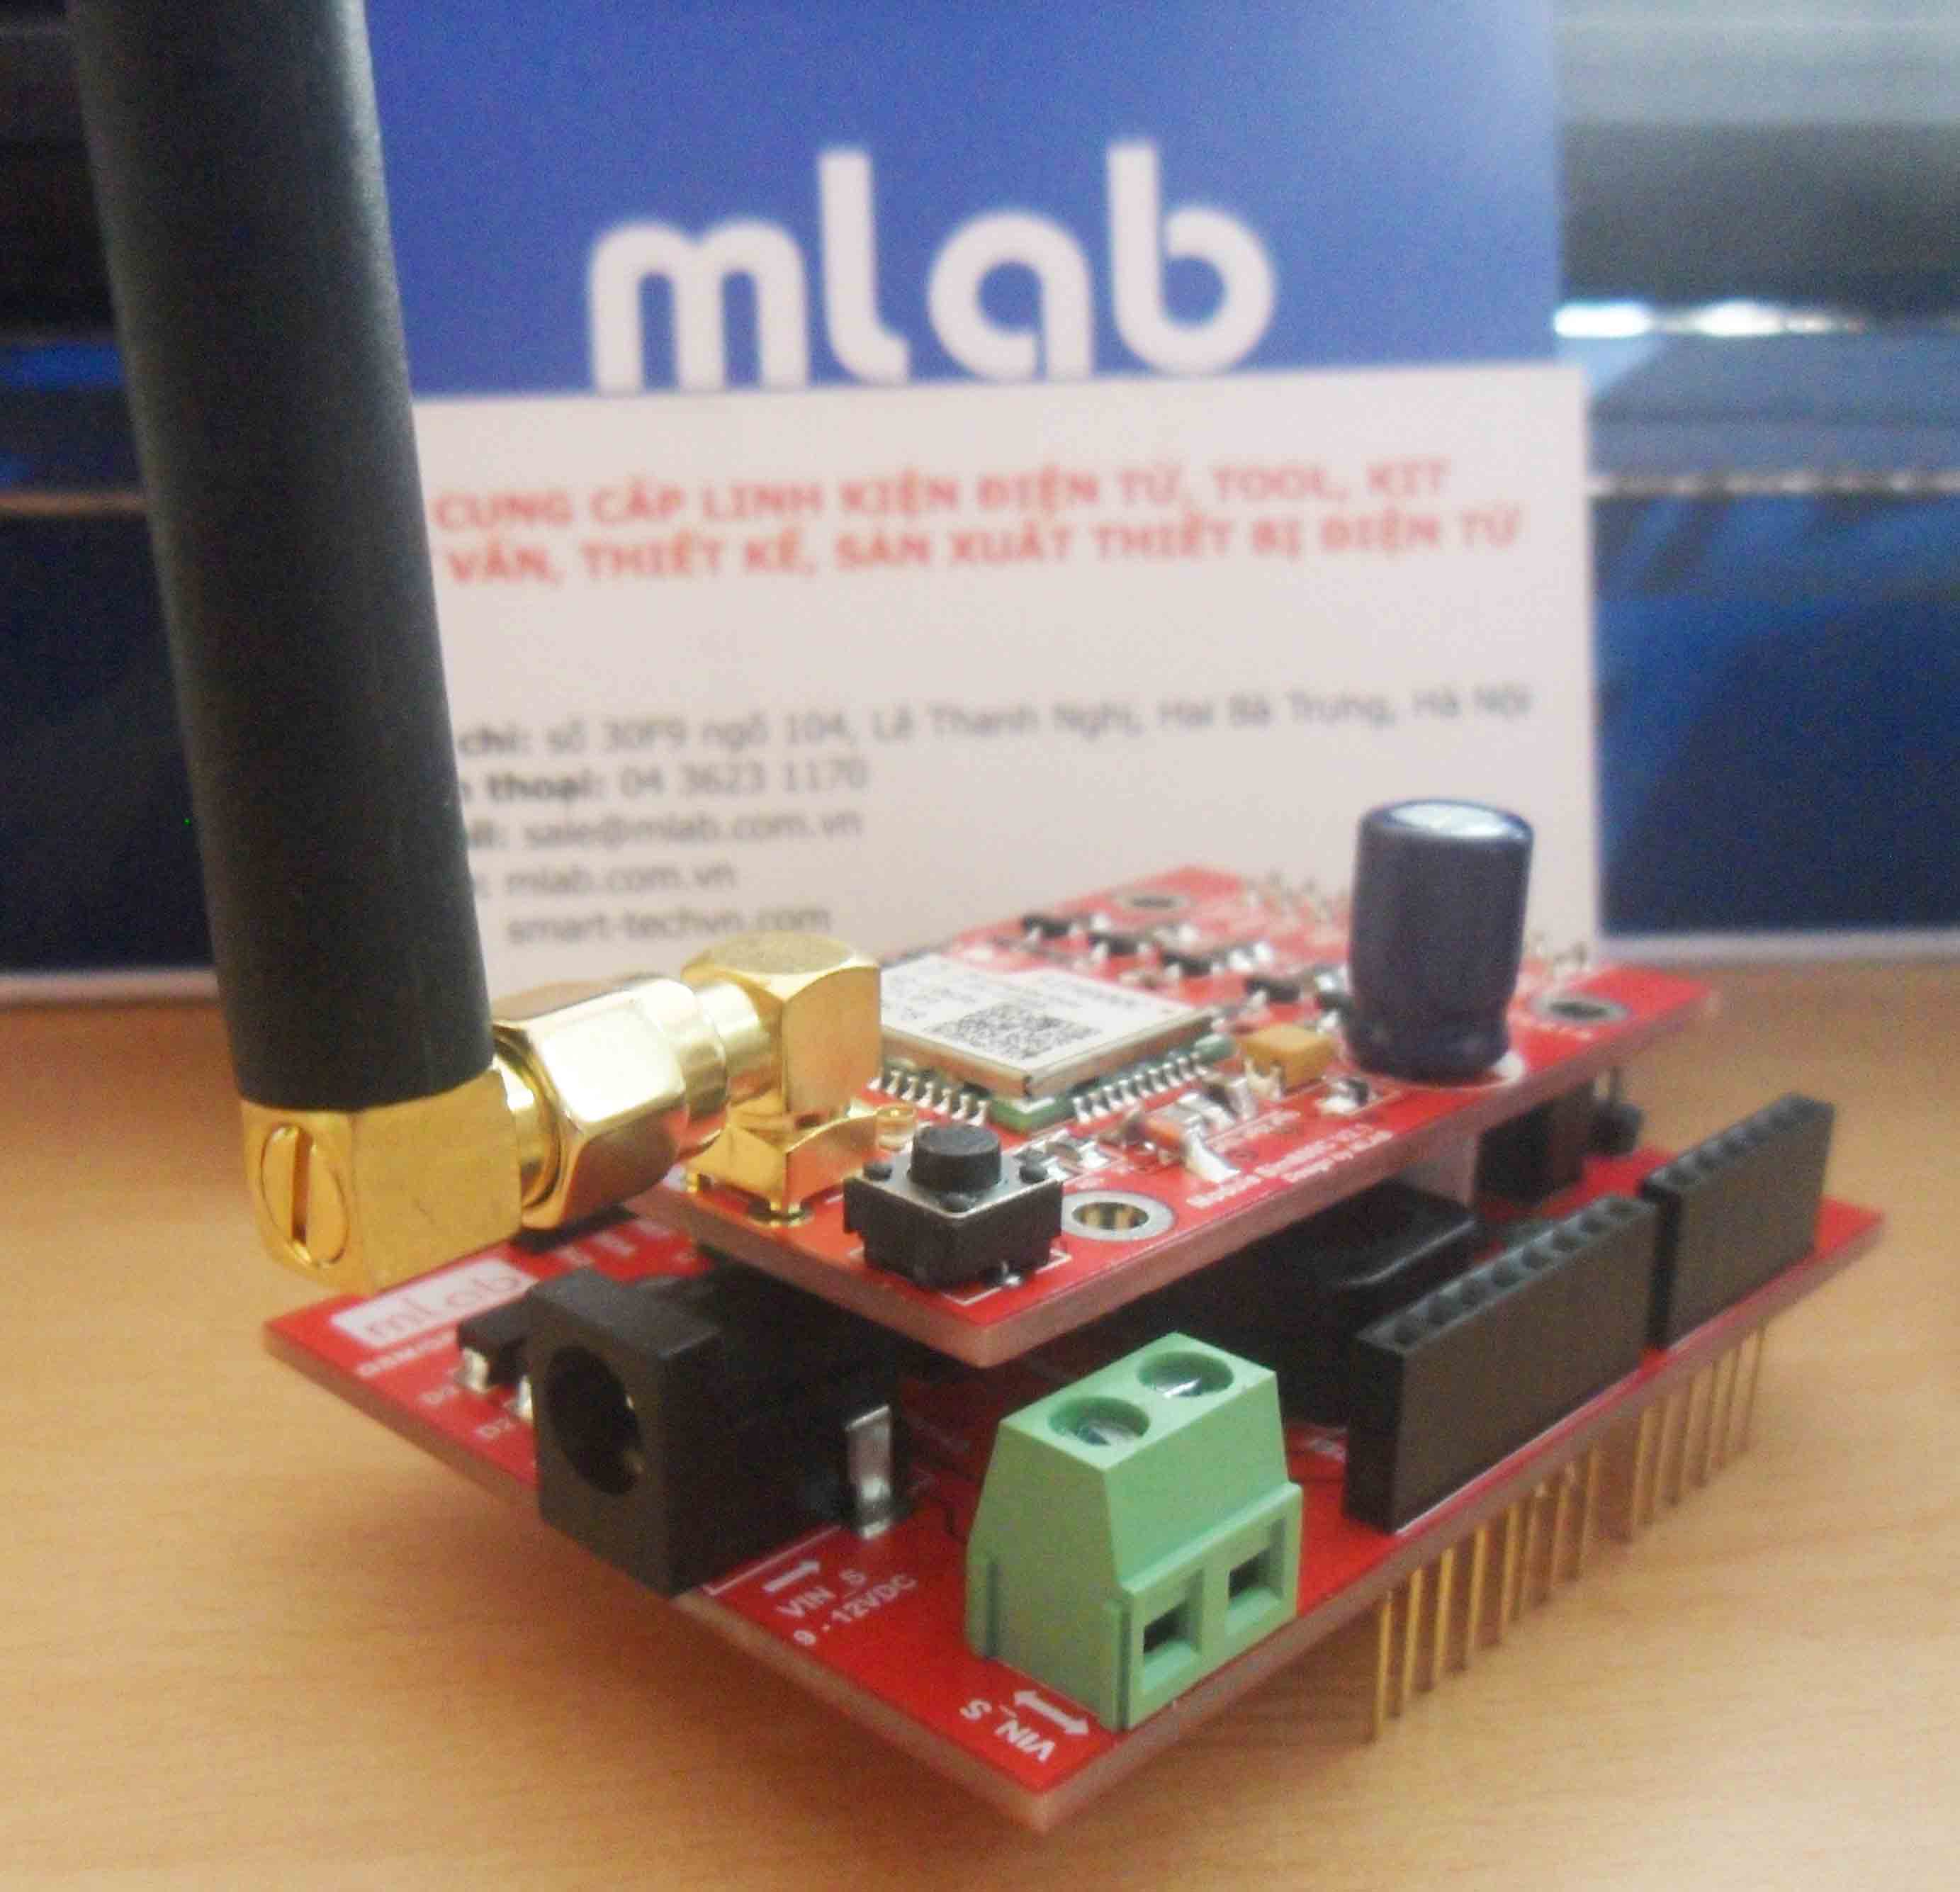 mlab
CUNG CẤP LINH KIỆN ĐIỆN TỬ, TOOL, KIT
VẤN, THIẾT KẾ, SẢN XUẤT THIẾT BỊ ĐIỆN TỬ
chỉ: số 30F9 ngõ 104, Lê Thanh Nghị, Hai Bà Trưng, Hà Nội
thoại: 04 3623 1170
sale@mlab.com.vn
mlab.com.vn
smart-techvn.com
mlab
VIN_S
9 - 12VDC
VIN_S